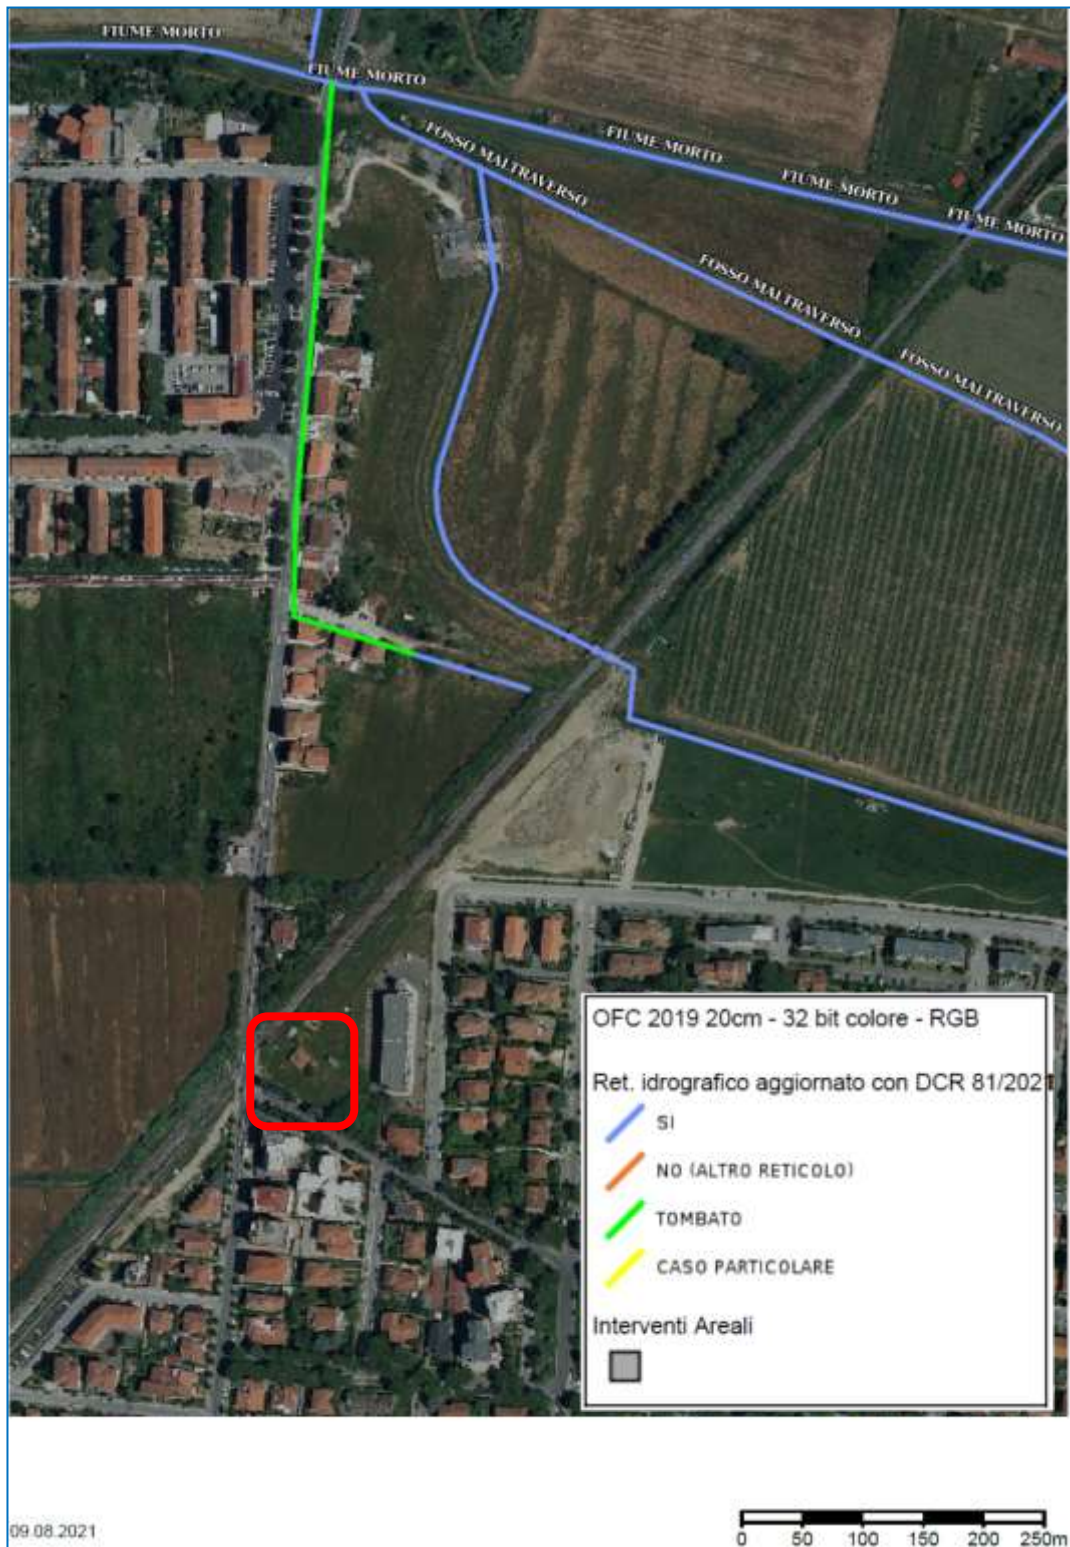 FIUME MORTO
FIUME MORTO
FOSSO MALTRAVERSO
FIUME MORTO
FIUME MORTO
FIUME MORTO
FOSSO MALTRAVERSO
FOSSO MALTRAVERSO
OFC 2019 20cm - 32 bit colore - RGB
Ret. idrografico aggiornato con DCR 81/2021
SI
NO (ALTRO RETICOLO)
TOMBATO
CASO PARTICOLARE
Interventi Areali
09.08.2021
0 50 100 150 200 250m